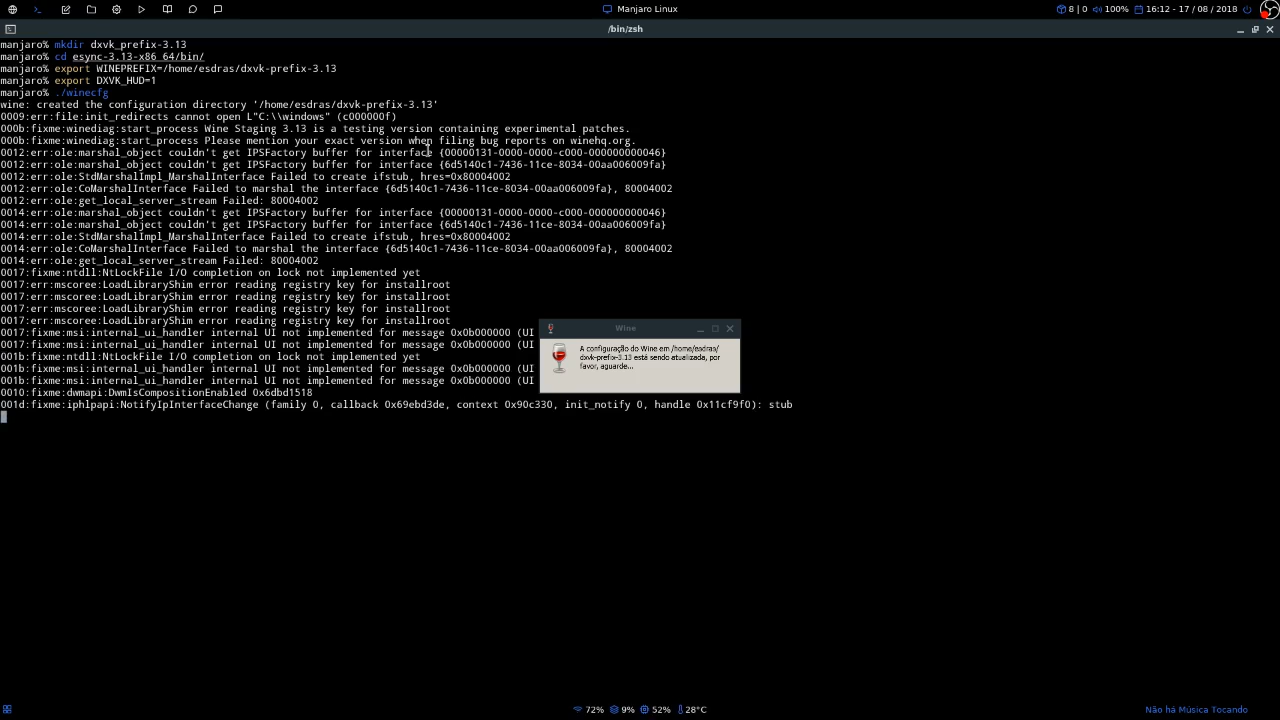 Manjaro Linux
8 | 0 100% 16:12 - 17 / 08 / 2018
/bin/zsh
manjaro% mkdir dxvk_prefix-3.13
manjaro% cd esync-3.13-x86_64/bin/
manjaro% export WINEPREFIX=/home/esdras/dxvk-prefix-3.13
manjaro% export DXVK_HUD=1
manjaro% ./winecfg
wine: created the configuration directory '/home/esdras/dxvk-prefix-3.13'
0009:err:file:init_redirects cannot open L"C:\\windows" (c000000f)
000b:fixme:winediag:start_process Wine Staging 3.13 is a testing version containing experimental patches.
000b:fixme:winediag:start_process Please mention your exact version when filing bug reports on winehq.org.
0012:err:ole:marshal_object couldn't get IPSFactory buffer for interface {00000131-0000-0000-c000-000000000046}
0012:err:ole:marshal_object couldn't get IPSFactory buffer for interface {6d5140c1-7436-11ce-8034-00aa006009fa}
0012:err:ole:StdMarshalImpl_MarshalInterface Failed to create ifstub, hres=0x80004002
0012:err:ole:CoMarshalInterface Failed to marshal the interface {6d5140c1-7436-11ce-8034-00aa006009fa}, 80004002
0012:err:ole:get_local_server_stream Failed: 80004002
0014:err:ole:marshal_object couldn't get IPSFactory buffer for interface {00000131-0000-0000-c000-000000000046}
0014:err:ole:marshal_object couldn't get IPSFactory buffer for interface {6d5140c1-7436-11ce-8034-00aa006009fa}
0014:err:ole:StdMarshalImpl_MarshalInterface Failed to create ifstub, hres=0x80004002
0014:err:ole:CoMarshalInterface Failed to marshal the interface {6d5140c1-7436-11ce-8034-00aa006009fa}, 80004002
0014:err:ole:get_local_server_stream Failed: 80004002
0017:fixme:ntdll:NtLockFile I/O completion on lock not implemented yet
0017:err:mscoree:LoadLibraryShim error reading registry key for installroot
0017:err:mscoree:LoadLibraryShim error reading registry key for installroot
0017:err:mscoree:LoadLibraryShim error reading registry key for installroot
0017:err:mscoree:LoadLibraryShim error reading registry key for installroot
0017:fixme:msi:internal_ui_handler internal UI not implemented for message 0x0b000000 (UI
0017:fixme:msi:internal_ui_handler internal UI not implemented for message 0x0b000000 (UI
001b:fixme:ntdll:NtLockFile I/O completion on lock not implemented yet
001b:fixme:msi:internal_ui_handler internal UI not implemented for message 0x0b000000 (UI
001b:fixme:msi:internal_ui_handler internal UI not implemented for message 0x0b000000 (UI
0010:fixme:dwmapi:DwmIsCompositionEnabled 0x6dbd1518
001d:fixme:iphlpapi:NotifyIpInterfaceChange (family 0, callback 0x69ebd3de, context 0x90c330, init_notify 0, handle 0x11cf9f0): stub
Wine
A configuração do Wine em /home/esdras/
dxvk-prefix-3.13 está sendo atualizada, por
favor, aguarde...
72% 9% 52% 28°C
Não há Música Tocando